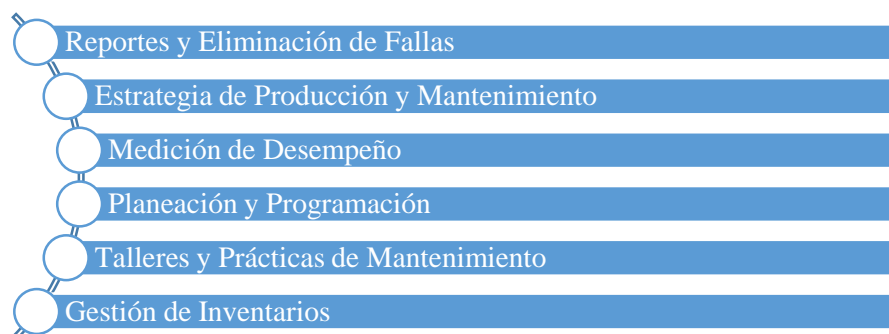 Reportes y Eliminación de Fallas
Estrategia de Producción y Mantenimiento
Medición de Desempeño
Planeación y Programación
Talleres y Prácticas de Mantenimiento
Gestión de Inventarios